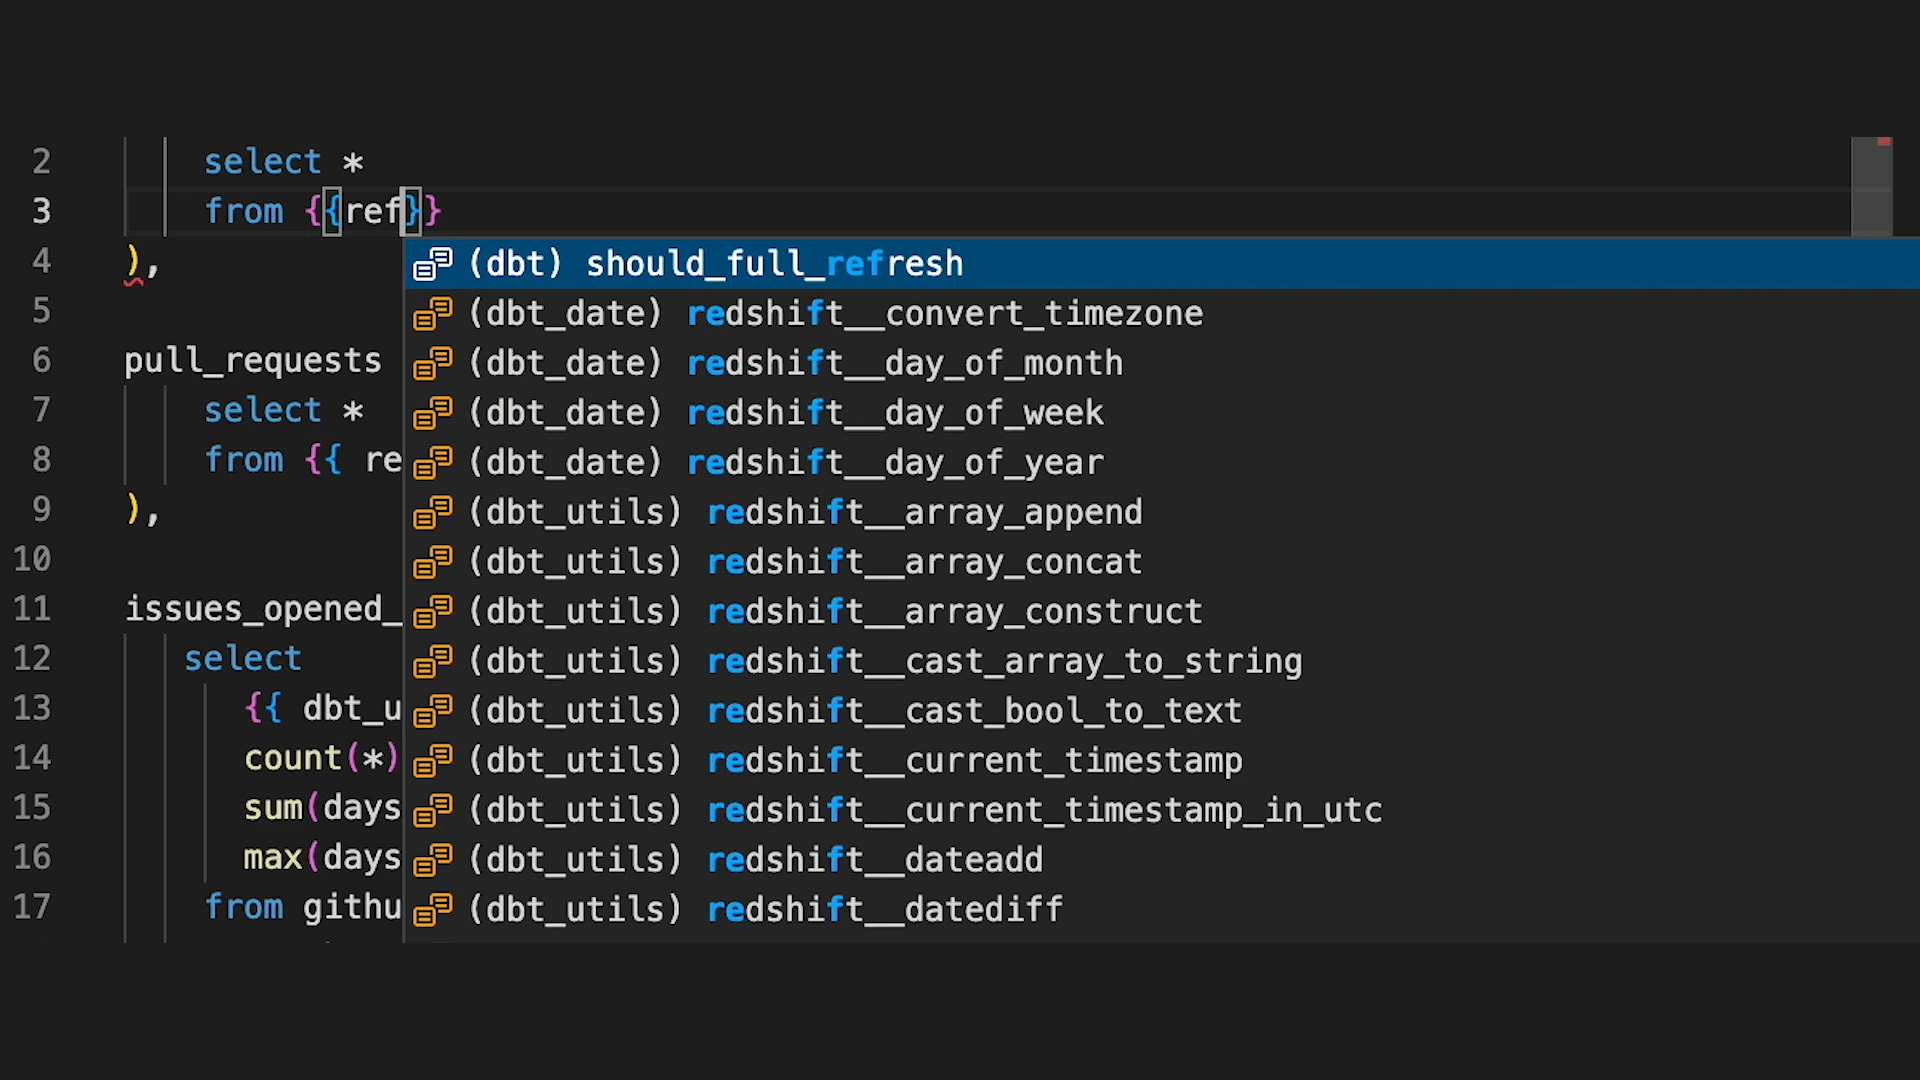 2 select *
3 from {{ref}}
(dbt) should_full_refresh
4 ),
5 (dbt_date) redshift__convert_timezone
6 pull_requests (dbt_date) redshift__day_of_month
7 select * (dbt_date) redshift__day_of_week
8 from {{ re (dbt_date) redshift__day_of_year
9 ), (dbt_utils) redshift__array_append
10 (dbt_utils) redshift__array_concat
11 issues_opened_ (dbt_utils) redshift__array_construct
12 select (dbt_utils) redshift__cast_array_to_string
13 {{ dbt_u (dbt_utils) redshift__cast_bool_to_text
14 count(*) (dbt_utils) redshift__current_timestamp
15 sum(days (dbt_utils) redshift__current_timestamp_in_utc
16 max(days (dbt_utils) redshift__dateadd
17 from githu (dbt_utils) redshift__datediff